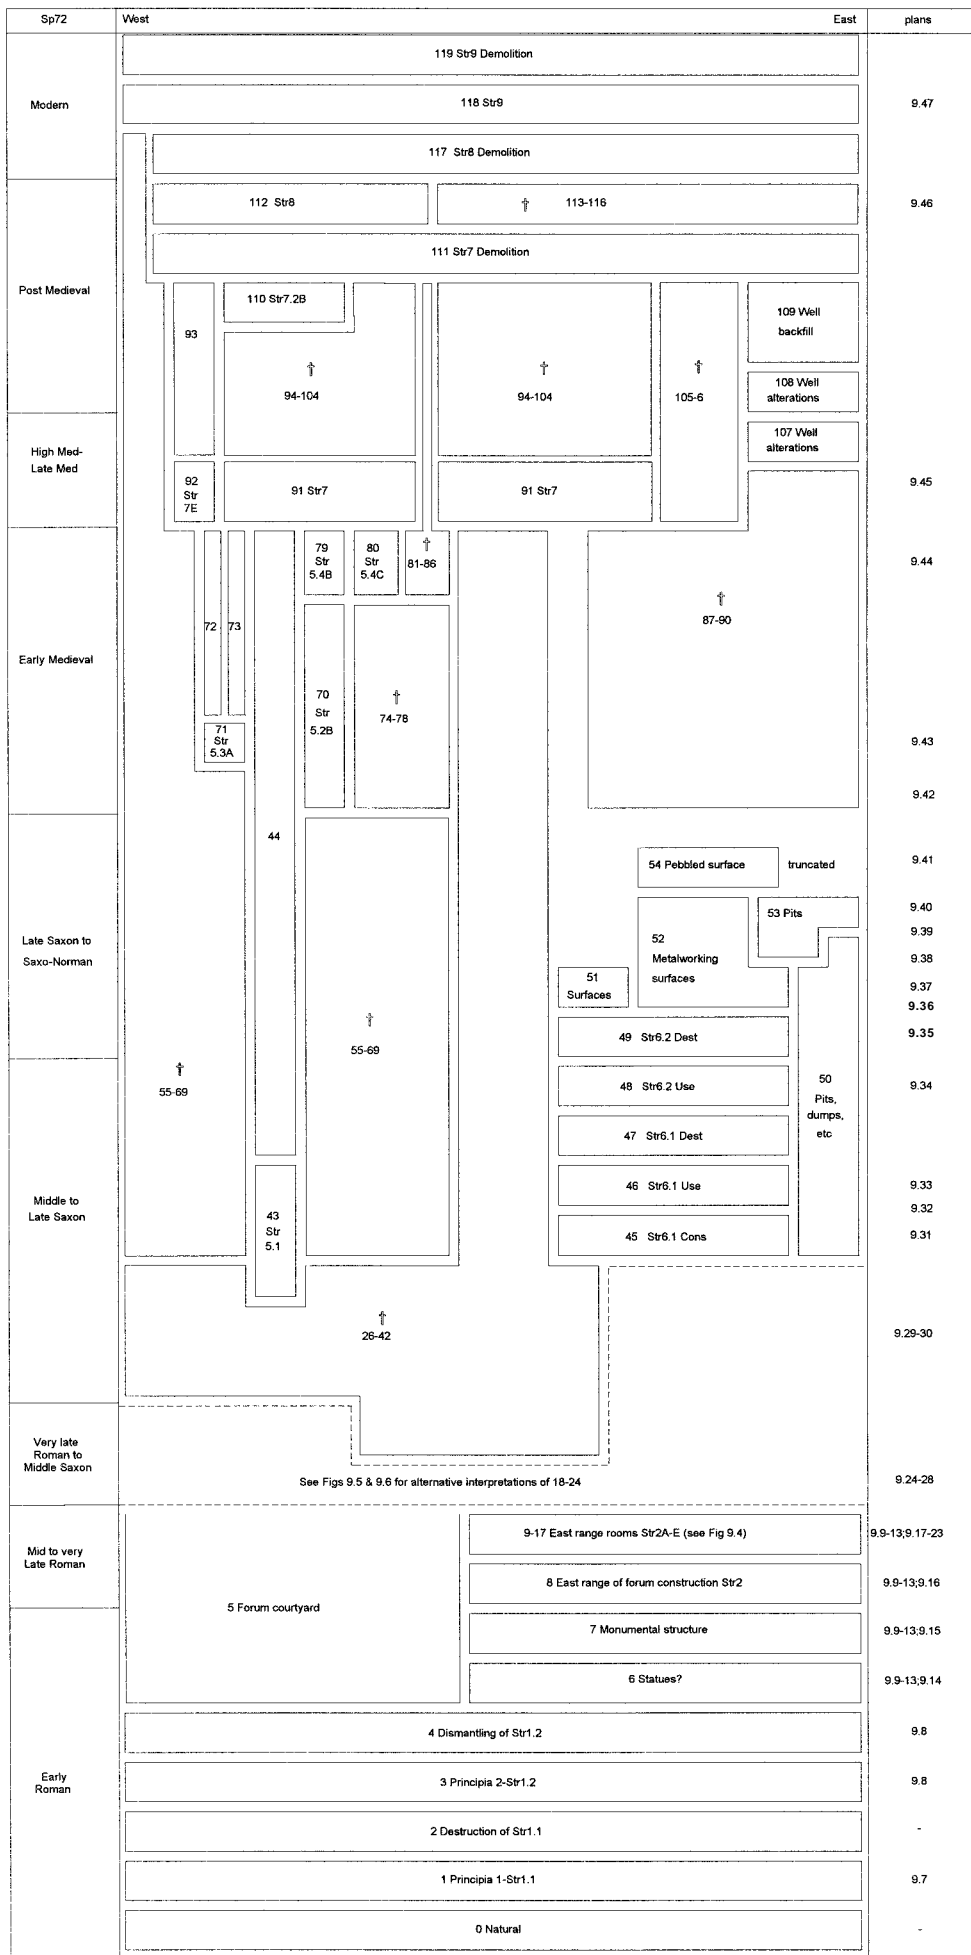 Sp72 West East plans
119 Str9 Demolition
Modern 118 Str9 9.47
117 Str8 Demolition
112 Str8 † 113-116 9.46
111 Str7 Demolition
Post Medieval
110 Str7.2B
93
109 Well
backfill
†
94-104
†
94-104
†
105-6
108 Well
alterations
107 Well
alterations
High Med-
Late Med
92
Str
7E
91 Str7
91 Str7
9.45
79
Str
5.4B
80
Str
5.4C
†
81-86
9.44
†
87-90
72
73
Early Medieval
70
Str
5.2B
†
74-78
71
Str
5.3A
9.43
9.42
44
54 Pebbled surface
truncated
9.41
53 Pits
9.40
9.39
9.38
9.37
9.36
Late Saxon to
Saxo-Norman
52
Metalworking
surfaces
51
Surfaces
†
55-69
49 Str6.2 Dest
9.35
†
55-69
48 Str6.2 Use
9.34
50
Pits,
dumps,
etc
47 Str6.1 Dest
46 Str6.1 Use
9.33
9.32
Middle to
Late Saxon
43
Str
5.1
45 Str6.1 Cons
9.31
†
26-42
9.29-30
Very late
Roman to
Middle Saxon
See Figs 9.5 & 9.6 for alternative interpretations of 18-24
9.24-28
9-17 East range rooms Str2A-E (see Fig 9.4)
9.9-13;9.17-23
Mid to very
Late Roman
8 East range of forum construction Str2
9.9-13;9.16
5 Forum courtyard
7 Monumental structure
9.9-13;9.15
6 Statues?
9.9-13;9.14
4 Dismantling of Str1.2
9.8
Early
Roman
3 Principia 2-Str1.2
9.8
2 Destruction of Str1.1
-
1 Principia 1-Str1.1
9.7
0 Natural
-